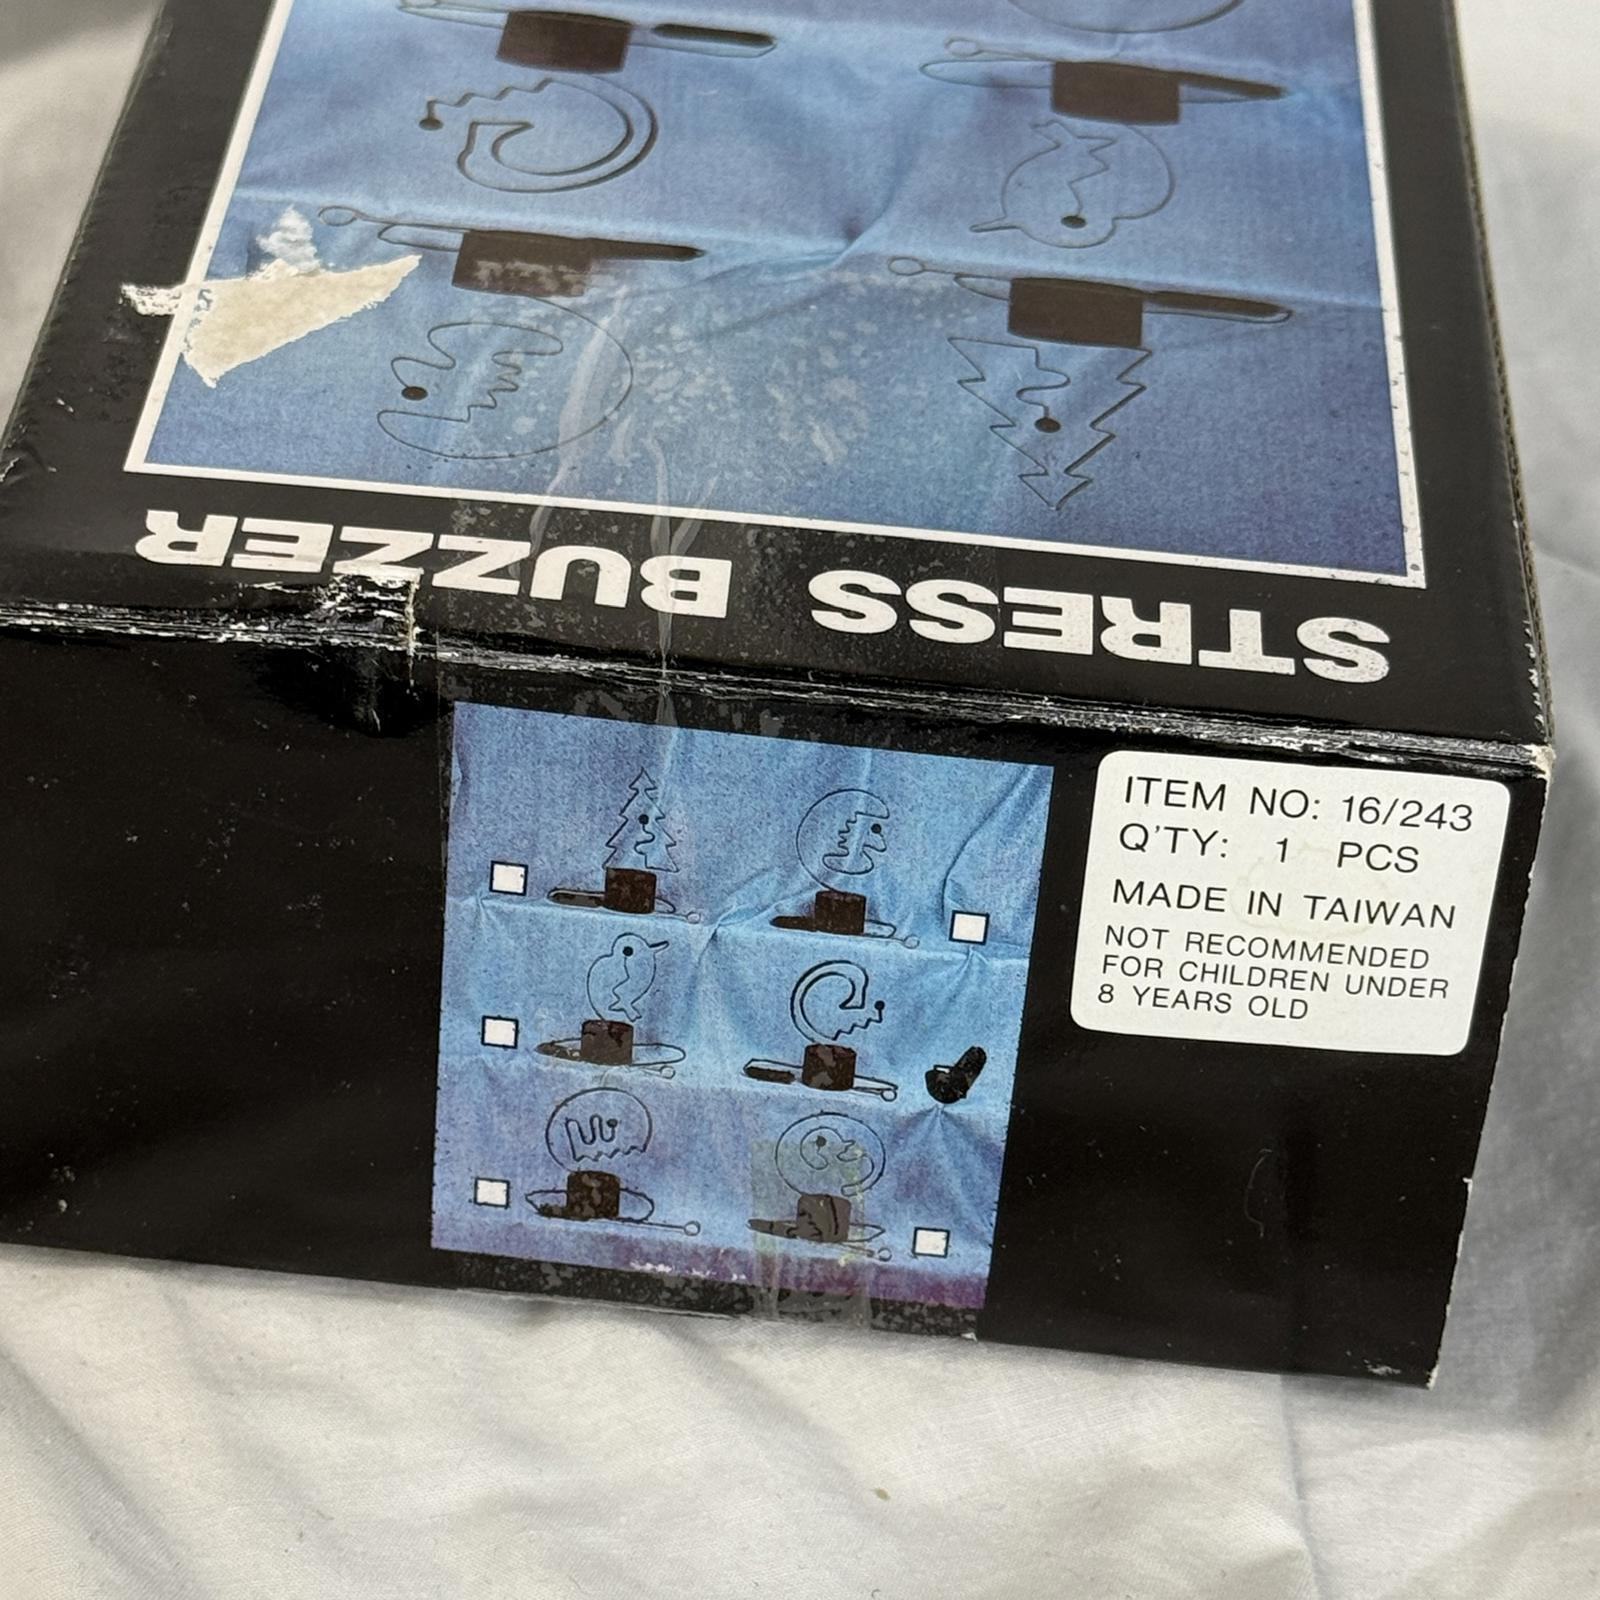 STRESS BUZZER
ITEM NO: 16/243
Q'TY: 1 PCS
MADE IN TAIWAN
NOT RECOMMENDED
FOR CHILDREN UNDER
8 YEARS OLD